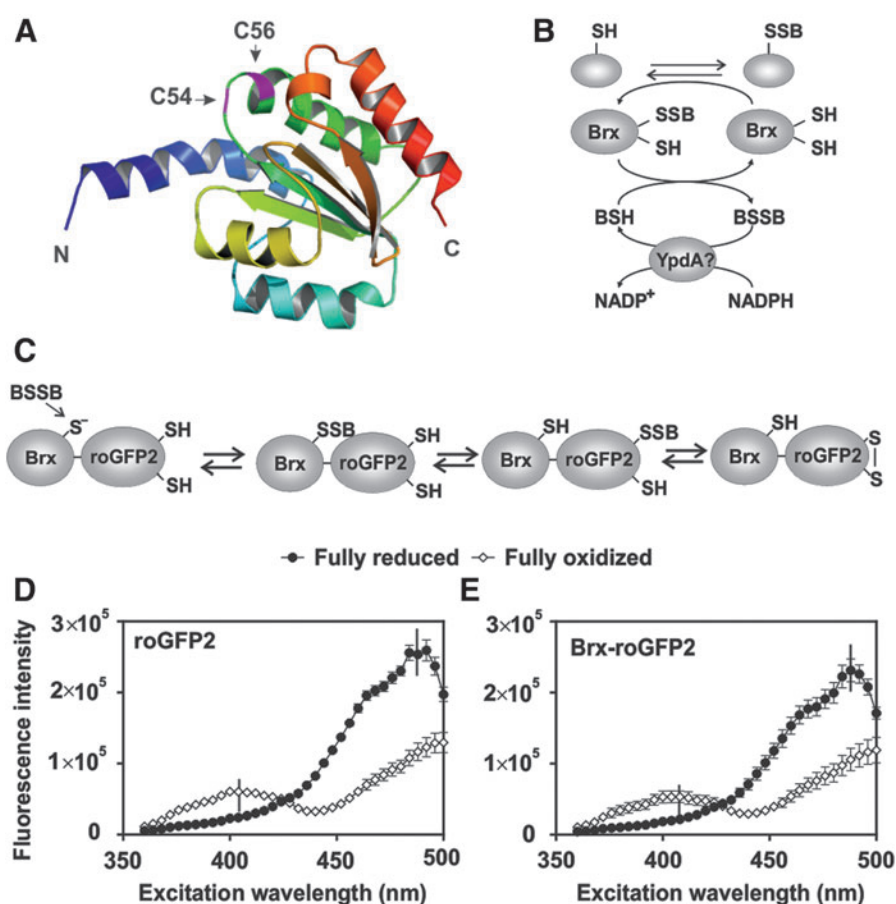 A
C56
C54
N
C
B
SH
SSB
Brx
SSB
SH
Brx
SH
SH
BSH
BSSB
YpdA?
NADP+
NADPH
C
BSSB
S−
SH
Brx
roGFP2
SH
SSB
SH
Brx
roGFP2
SH
SH
SSB
Brx
roGFP2
SH
SH
S
Brx
roGFP2
S
Fully reduced
Fully oxidized
D
roGFP2
Fluorescence intensity
3×10^5
2×10^5
1×10^5
0
350
400
450
500
Excitation wavelength (nm)
E
Brx-roGFP2
3×10^5
2×10^5
1×10^5
0
350
400
450
500
Excitation wavelength (nm)